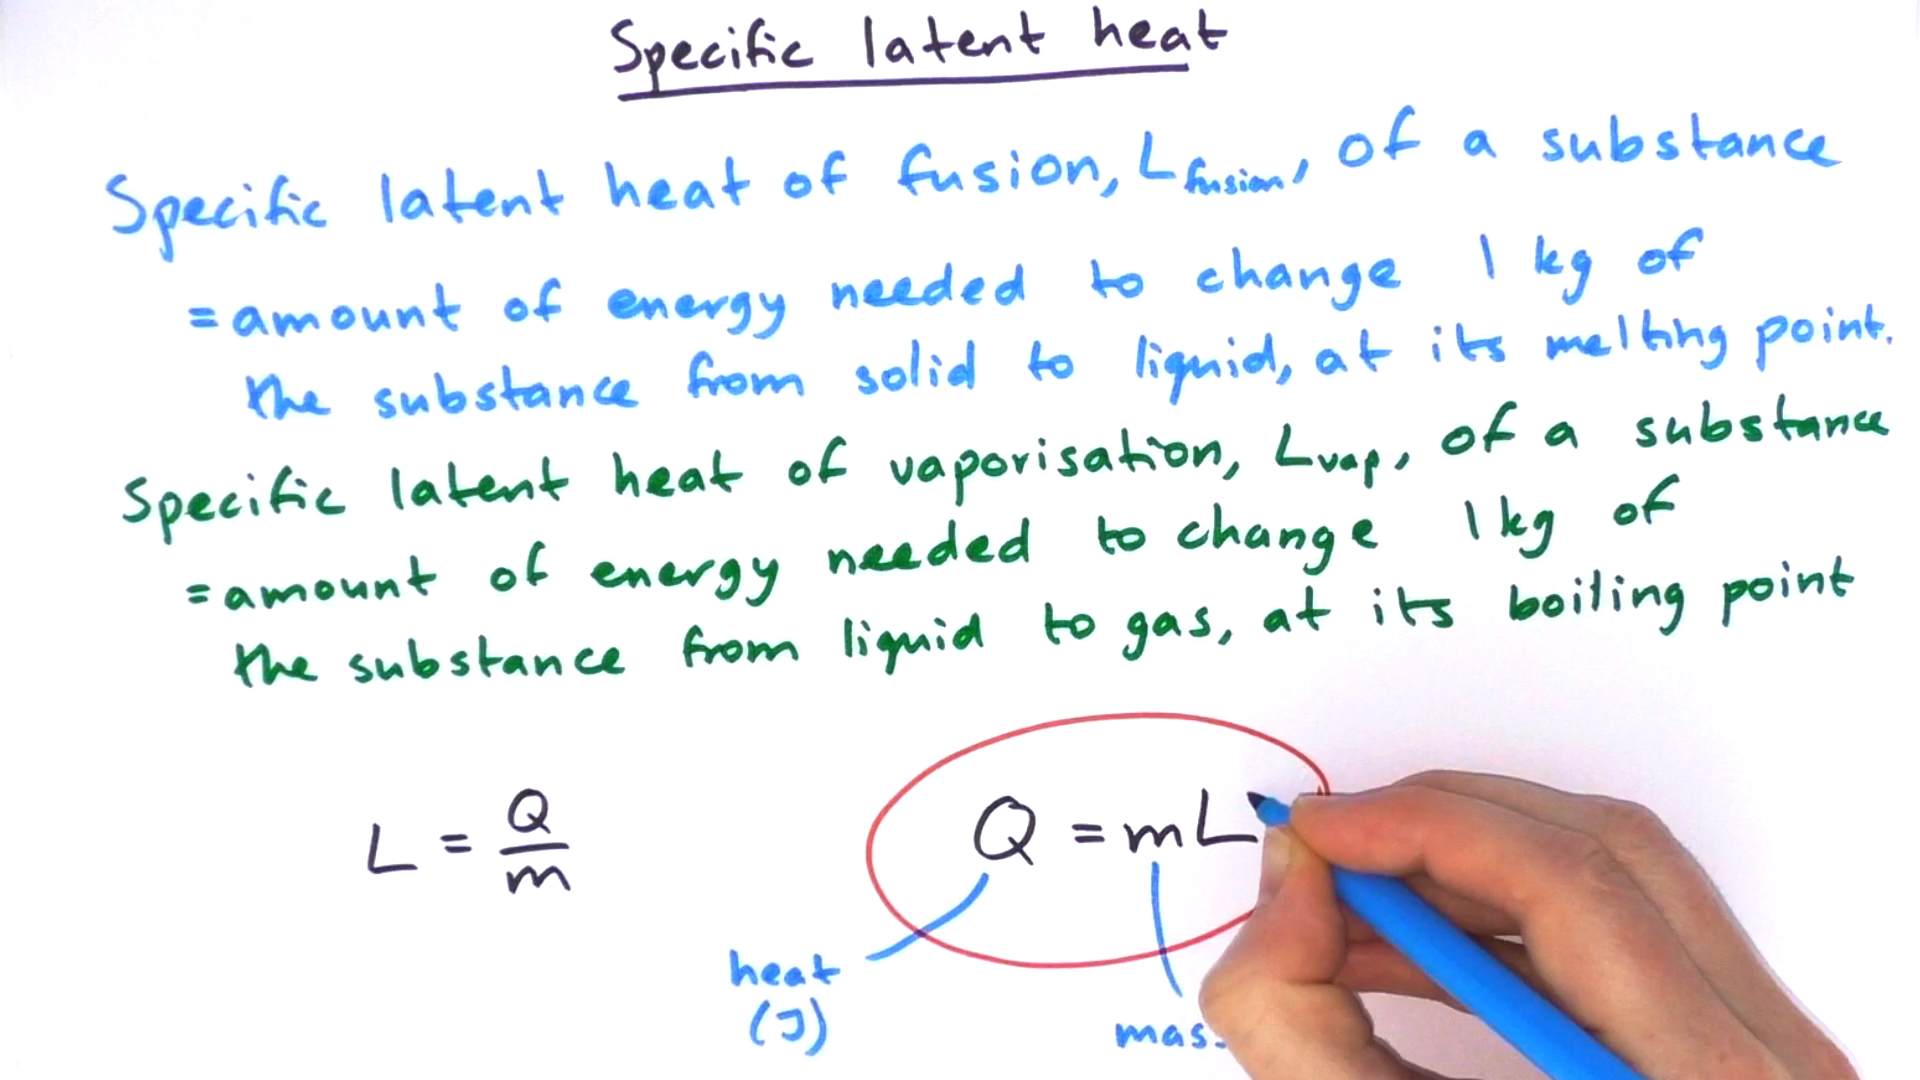 Specific latent heat
Specific latent heat of fusion, Lfusion, of a substance
= amount of energy needed to change 1 kg of
the substance from solid to liquid, at its melting point.
Specific latent heat of vaporisation, Lvap, of a substance
= amount of energy needed to change 1 kg of
the substance from liquid to gas, at its boiling point
L = Q/m
Q = mL
heat
(J)